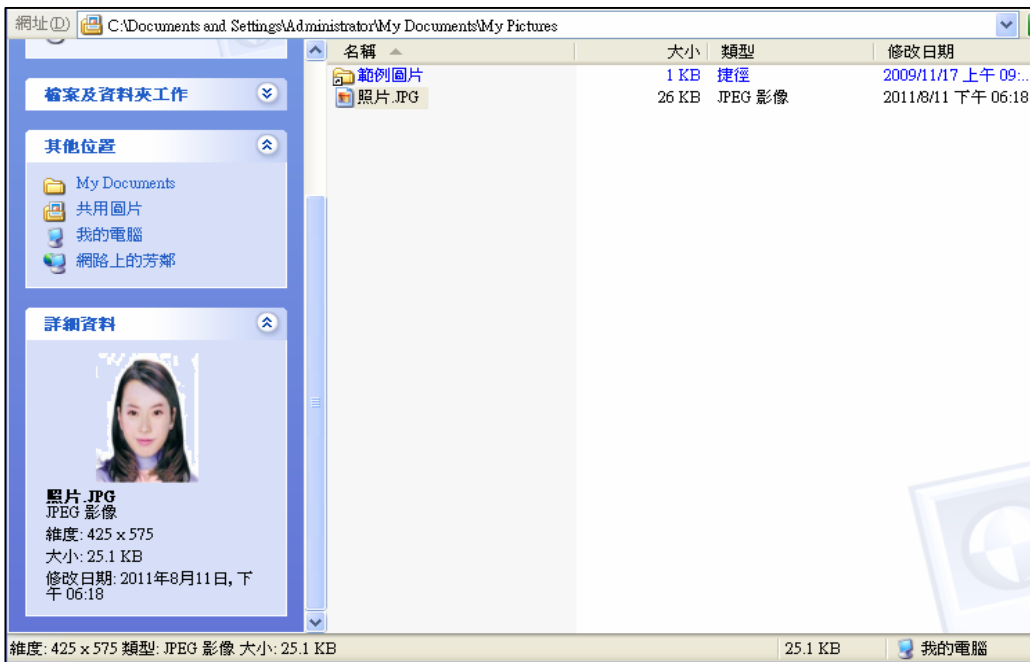 網址(D) C:\Documents and Settings\Administrator\My Documents\My Pictures
名稱 大小 類型 修改日期
範例圖片 1 KB 捷徑 2009/11/17 上午 09:...
照片.JPG 26 KB JPEG 影像 2011/8/11 下午 06:18
檔案及資料夾工作
其他位置
My Documents
共用圖片
我的電腦
網路上的芳鄰
詳細資料
照片.JPG
JPEG 影像
維度: 425 x 575
大小: 25.1 KB
修改日期: 2011年8月11日, 下
午 06:18
維度: 425 x 575 類型: JPEG 影像 大小: 25.1 KB 25.1 KB 我的電腦